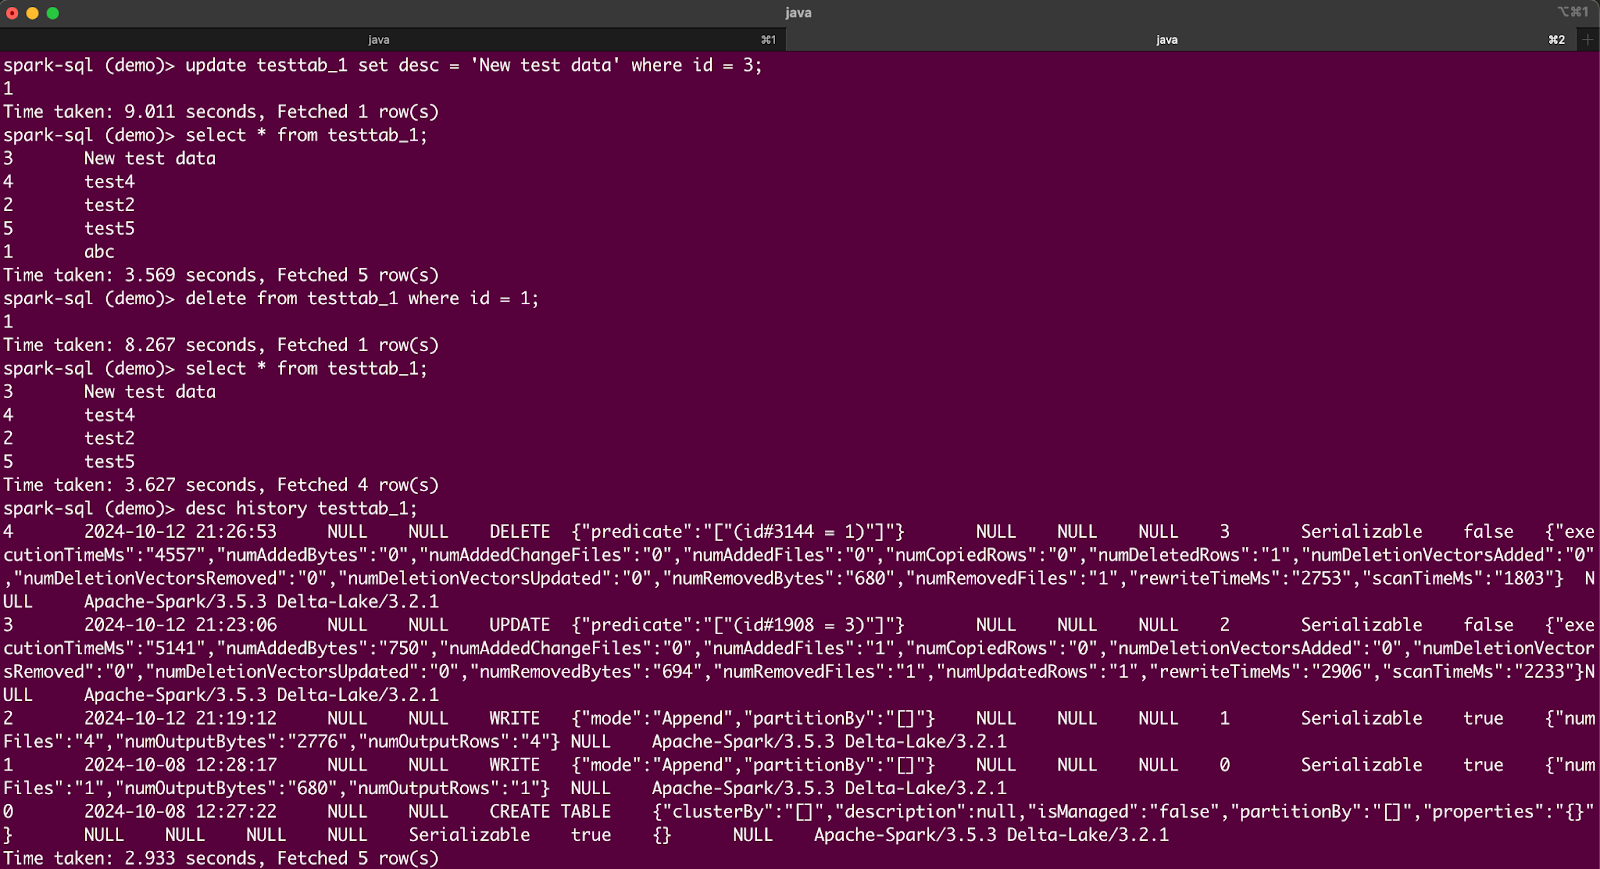 java
⌥⌘1
java
⌘1
java
⌘2
+
spark-sql (demo)> update testtab_1 set desc = 'New test data' where id = 3;
1
Time taken: 9.011 seconds, Fetched 1 row(s)
spark-sql (demo)> select * from testtab_1;
3       New test data
4       test4
2       test2
5       test5
1       abc
Time taken: 3.569 seconds, Fetched 5 row(s)
spark-sql (demo)> delete from testtab_1 where id = 1;
1
Time taken: 8.267 seconds, Fetched 1 row(s)
spark-sql (demo)> select * from testtab_1;
3       New test data
4       test4
2       test2
5       test5
Time taken: 3.627 seconds, Fetched 4 row(s)
spark-sql (demo)> desc history testtab_1;
4       2024-10-12 21:26:53     NULL    NULL    DELETE  {"predicate":"["(id#3144 = 1)"]"}       NULL    NULL    NULL    3       Serializable    false   {"exe
cutionTimeMs":"4557","numAddedBytes":"0","numAddedChangeFiles":"0","numAddedFiles":"0","numCopiedRows":"0","numDeletedRows":"1","numDeletionVectorsAdded":"0"
,"numDeletionVectorsRemoved":"0","numDeletionVectorsUpdated":"0","numRemovedBytes":"680","numRemovedFiles":"1","rewriteTimeMs":"2753","scanTimeMs":"1803"}  N
ULL     Apache-Spark/3.5.3 Delta-Lake/3.2.1
3       2024-10-12 21:23:06     NULL    NULL    UPDATE  {"predicate":"["(id#1908 = 3)"]"}       NULL    NULL    NULL    2       Serializable    false   {"exe
cutionTimeMs":"5141","numAddedBytes":"750","numAddedChangeFiles":"0","numAddedFiles":"1","numCopiedRows":"0","numDeletionVectorsAdded":"0","numDeletionVector
sRemoved":"0","numDeletionVectorsUpdated":"0","numRemovedBytes":"694","numRemovedFiles":"1","numUpdatedRows":"1","rewriteTimeMs":"2906","scanTimeMs":"2233"}N
ULL     Apache-Spark/3.5.3 Delta-Lake/3.2.1
2       2024-10-12 21:19:12     NULL    NULL    WRITE   {"mode":"Append","partitionBy":"[]"}    NULL    NULL    NULL    1       Serializable    true    {"num
Files":"4","numOutputBytes":"2776","numOutputRows":"4"} NULL    Apache-Spark/3.5.3 Delta-Lake/3.2.1
1       2024-10-08 12:28:17     NULL    NULL    WRITE   {"mode":"Append","partitionBy":"[]"}    NULL    NULL    NULL    0       Serializable    true    {"num
Files":"1","numOutputBytes":"680","numOutputRows":"1"}  NULL    Apache-Spark/3.5.3 Delta-Lake/3.2.1
0       2024-10-08 12:27:22     NULL    NULL    CREATE TABLE    {"clusterBy":"[]","description":null,"isManaged":"false","partitionBy":"[]","properties":"{}"
}       NULL    NULL    NULL    NULL    Serializable    true    {}      NULL    Apache-Spark/3.5.3 Delta-Lake/3.2.1
Time taken: 2.933 seconds, Fetched 5 row(s)